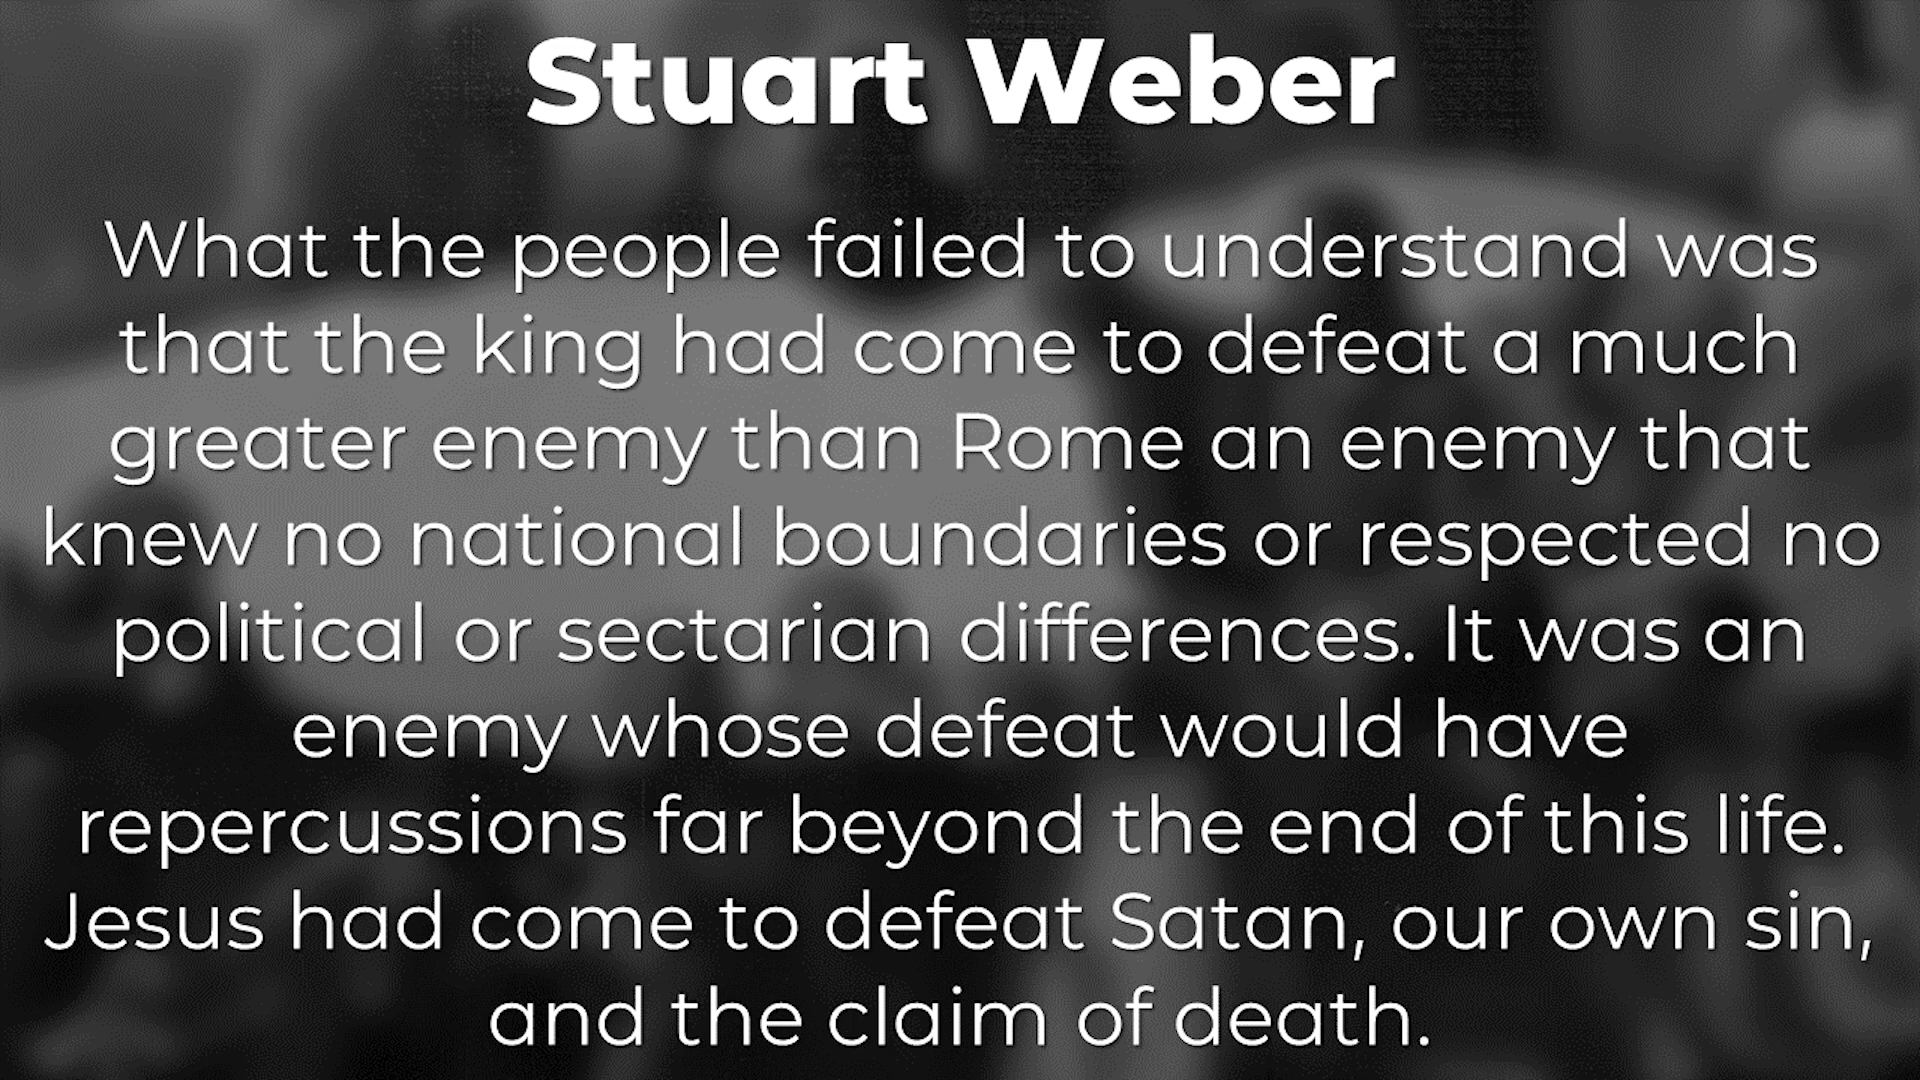 Stuart Weber
What the people failed to understand was
that the king had come to defeat a much
greater enemy than Rome an enemy that
knew no national boundaries or respected no
political or sectarian differences. It was an
enemy whose defeat would have
repercussions far beyond the end of this life.
Jesus had come to defeat Satan, our own sin,
and the claim of death.